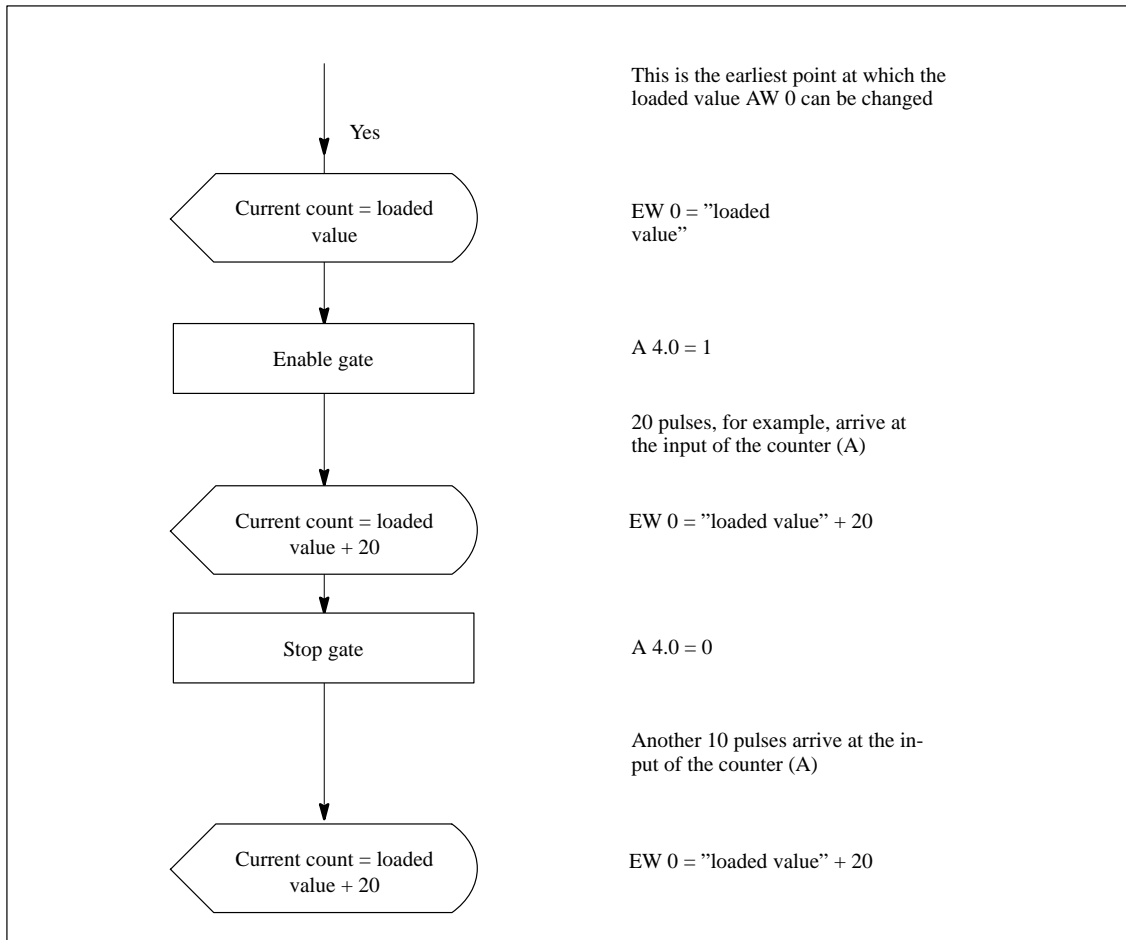 This is the earliest point at which the
loaded value AW 0 can be changed
Yes
Current count = loaded
value
EW 0 = ”loaded
value”
Enable gate
A 4.0 = 1
20 pulses, for example, arrive at
the input of the counter (A)
Current count = loaded
value + 20
EW 0 = ”loaded value” + 20
Stop gate
A 4.0 = 0
Another 10 pulses arrive at the in-
put of the counter (A)
Current count = loaded
value + 20
EW 0 = ”loaded value” + 20